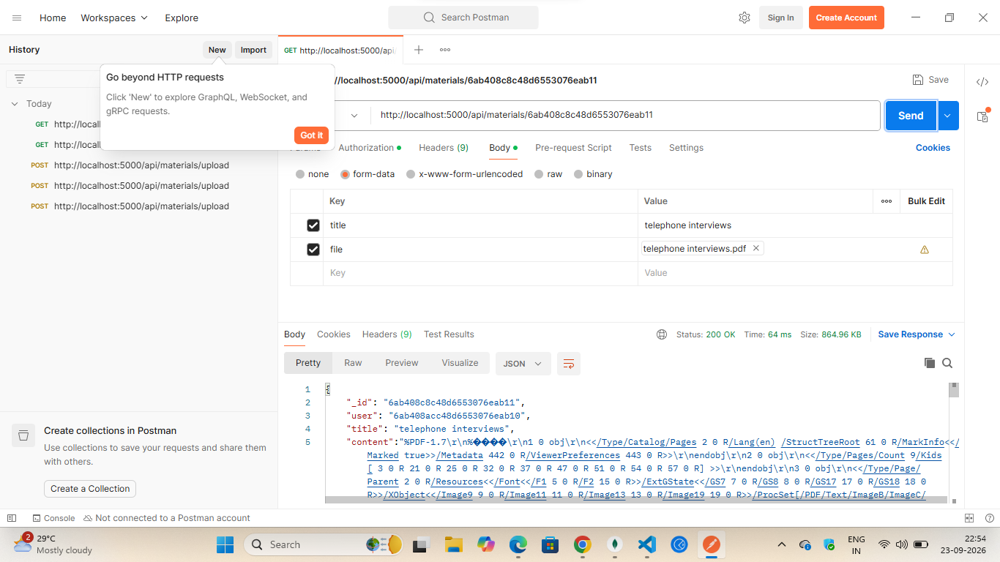 Home
Workspaces
Explore
Search Postman
Sign In
Create Account
History
New
Import
GET http://localhost:5000/api/
Go beyond HTTP requests
Click 'New' to explore GraphQL, WebSocket, and
gRPC requests.
Got it
://localhost:5000/api/materials/6ab408c8c48d6553076eab11
Save
Today
GET http://local
GET http://local
POST http://localhost:5000/api/materials/upload
POST http://localhost:5000/api/materials/upload
POST http://localhost:5000/api/materials/upload
http://localhost:5000/api/materials/6ab408c8c48d6553076eab11
Send
Params
Authorization
Headers (9)
Body
Pre-request Script
Tests
Settings
Cookies
none
form-data
x-www-form-urlencoded
raw
binary
Key
Value
Bulk Edit
title
telephone interviews
file
telephone interviews.pdf
Key
Value
Body
Cookies
Headers (9)
Test Results
Status: 200 OK Time: 64 ms Size: 864.96 KB
Save Response
Pretty
Raw
Preview
Visualize
JSON
1 {
2 "_id": "6ab408c8c48d6553076eab11",
3 "user": "6ab408acc48d6553076eab10",
4 "title": "telephone interviews",
5 "content":"%PDF-1.7\r\n%����\r\n1 0 obj\r\n<</Type/Catalog/Pages 2 0 R/Lang(en) /StructTreeRoot 61 0 R/MarkInfo<</
Marked true>>/Metadata 442 0 R/ViewerPreferences 443 0 R>>\r\nendobj\r\n2 0 obj\r\n<</Type/Pages/Count 9/Kids
[ 3 0 R 21 0 R 25 0 R 32 0 R 37 0 R 47 0 R 51 0 R 54 0 R 57 0 R] >>\r\nendobj\r\n3 0 obj\r\n<</Type/Page/
Parent 2 0 R/Resources<</Font<</F1 5 0 R/F2 15 0 R>>/ExtGState<</GS7 7 0 R/GS8 8 0 R/GS17 17 0 R/GS18 18 0
R>>/XObject<</Image9 9 0 R/Image11 11 0 R/Image13 13 0 R/Image19 19 0 R>>/ProcSet[/PDF/Text/ImageB/ImageC/
Create collections in Postman
Use collections to save your requests and share them
with others.
Create a Collection
Console
Not connected to a Postman account
2
29°C
Mostly cloudy
Search
ENG
IN
22:54
23-09-2026